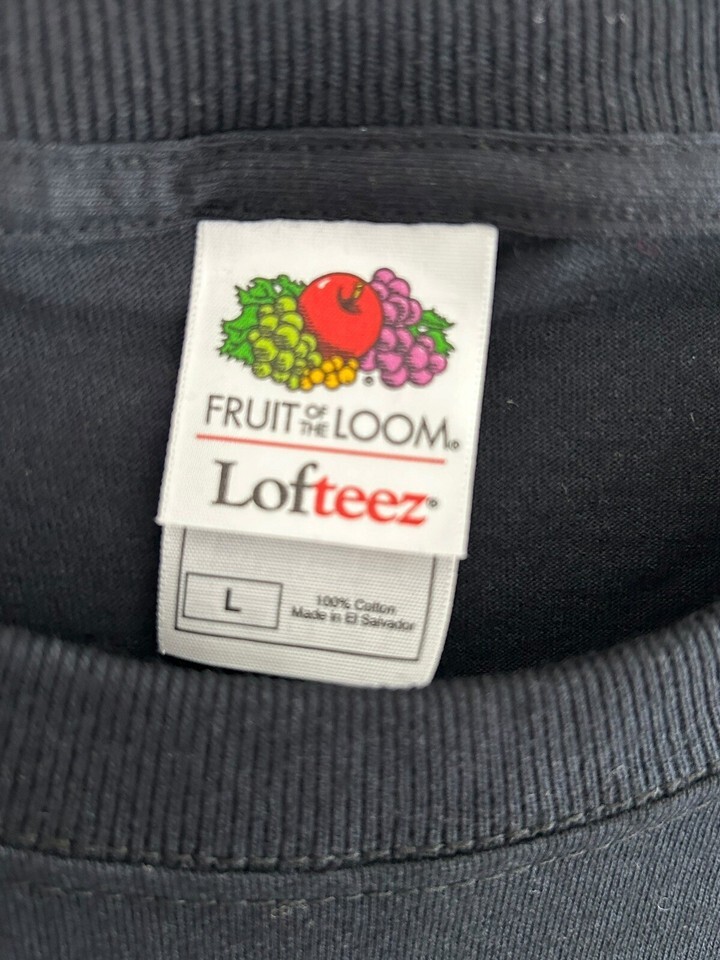 FRUIT OF THE LOOM®
Lofteez®
L
100% Cotton
Made in El Salvador